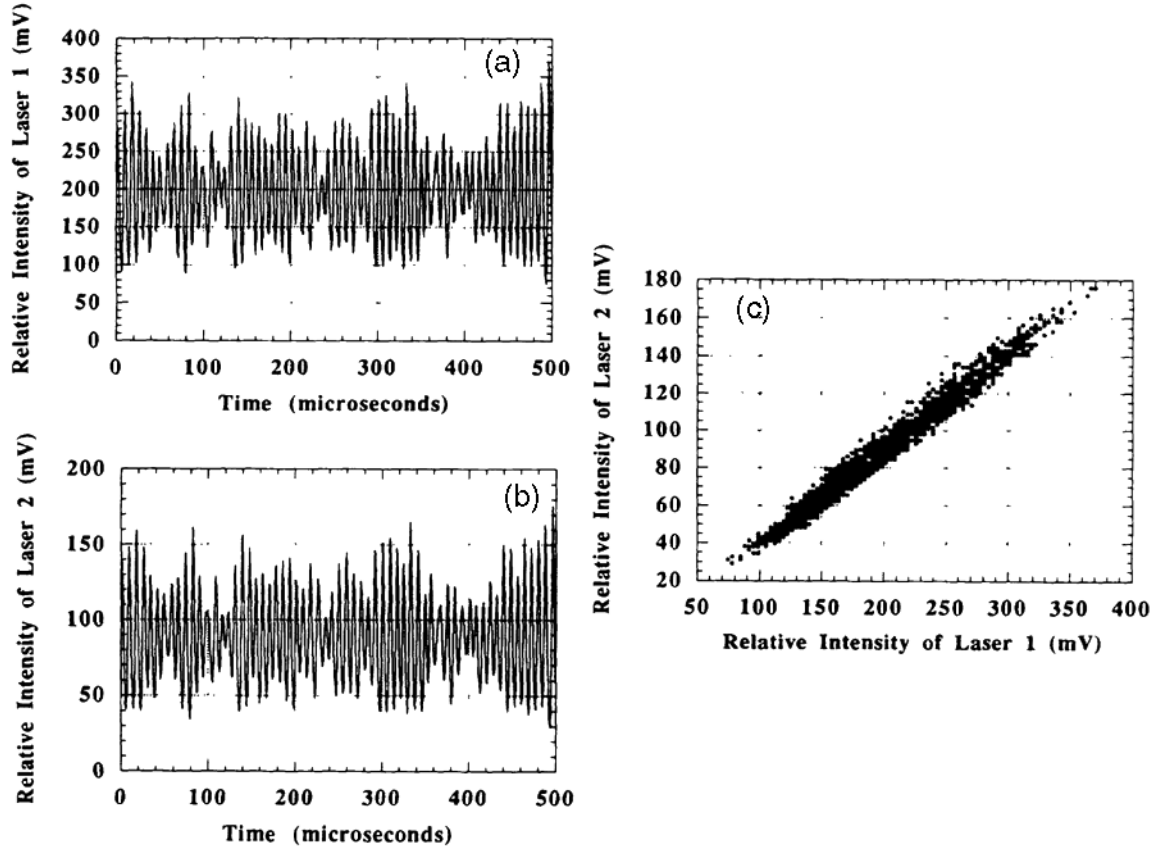 (a)
Relative Intensity of Laser 1 (mV)
400
350
300
250
200
150
100
50
0
0 100 200 300 400 500
Time (microseconds)
(b)
Relative Intensity of Laser 2 (mV)
200
150
100
50
0
0 100 200 300 400 500
Time (microseconds)
(c)
Relative Intensity of Laser 2 (mV)
180
160
140
120
100
80
60
40
20
50 100 150 200 250 300 350 400
Relative Intensity of Laser 1 (mV)